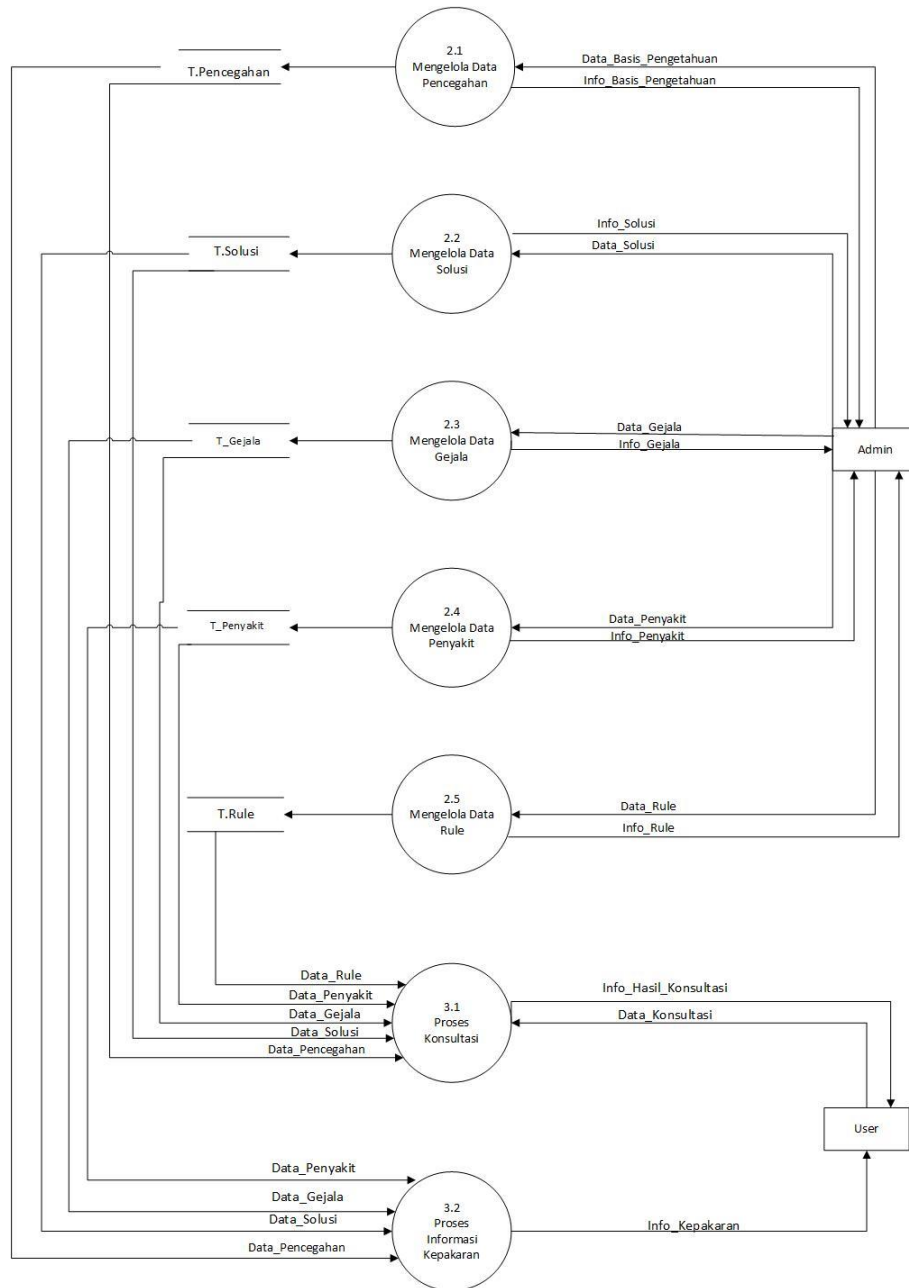 2.1
Mengelola Data
Pencegahan
T.Pencegahan
Data_Basis_Pengetahuan
Info_Basis_Pengetahuan
2.2
Mengelola Data
Solusi
T.Solusi
Info_Solusi
Data_Solusi
2.3
Mengelola Data
Gejala
T_Gejala
Data_Gejala
Info_Gejala
Admin
2.4
Mengelola Data
Penyakit
T_Penyakit
Data_Penyakit
Info_Penyakit
2.5
Mengelola Data
Rule
T.Rule
Data_Rule
Info_Rule
Data_Rule
Data_Penyakit
Data_Gejala
Data_Solusi
Data_Pencegahan
3.1
Proses
Konsultasi
Info_Hasil_Konsultasi
Data_Konsultasi
User
Data_Penyakit
Data_Gejala
Data_Solusi
Data_Pencegahan
3.2
Proses
Informasi
Kepakaran
Info_Kepakaran